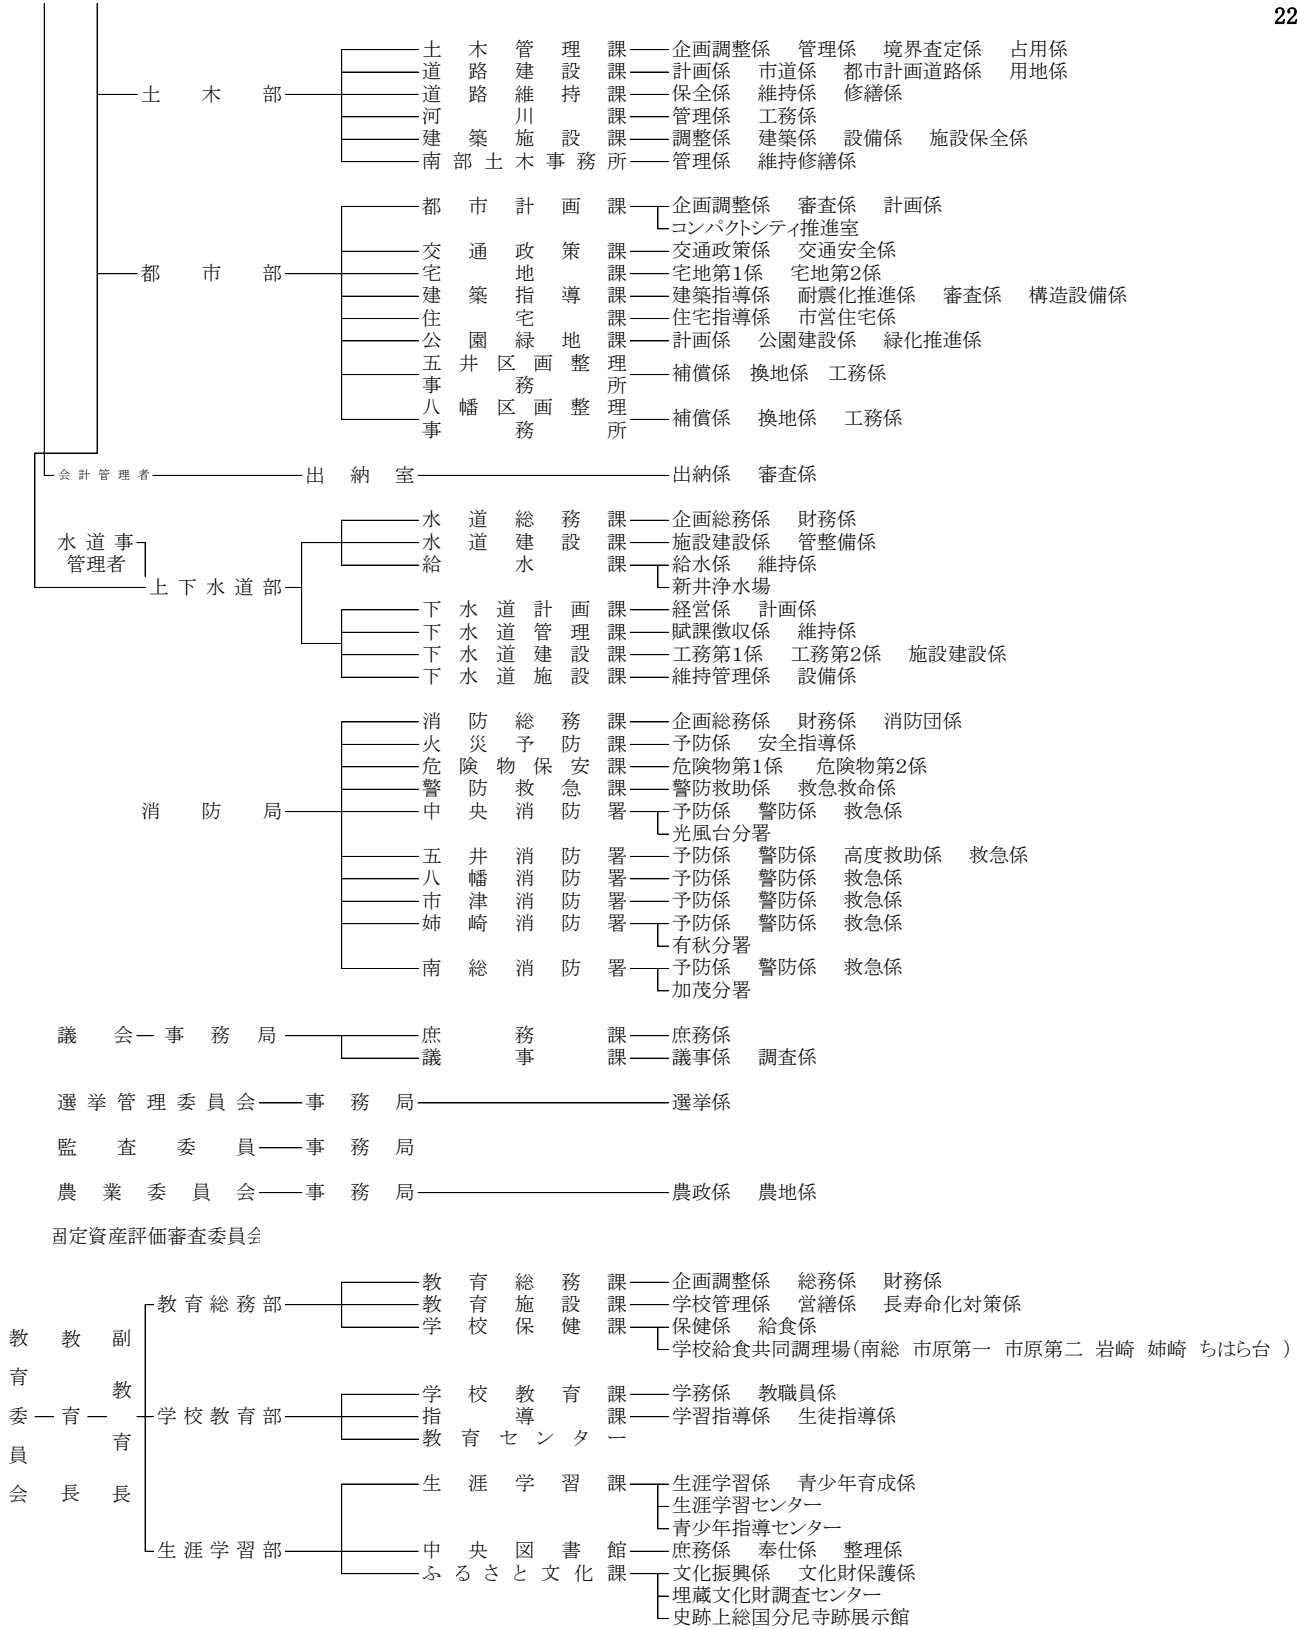 22
土木部 土木管理課 企画調整係 管理係 境界査定係 占用係
道路建設課 計画係 市道係 都市計画道路係 用地係
道路維持課 保全係 維持係 修繕係
河川課 管理係 工務係
建築施設課 調整係 建築係 設備係 施設保全係
南部土木事務所 管理係 維持修繕係
都市部 都市計画課 企画調整係 審査係 計画係
コンパクトシティ推進室
交通政策課 交通政策係 交通安全係
宅地課 宅地第1係 宅地第2係
建築指導課 建築指導係 耐震化推進係 審査係 構造設備係
住宅課 住宅指導係 市営住宅係
公園緑地課 計画係 公園建設係 緑化推進係
五井区画整理
事務所 補償係 換地係 工務係
八幡区画整理
事務所 補償係 換地係 工務係
会計管理者 出納室 出納係 審査係
水道事
管理者
上下水道部 水道総務課 企画総務係 財務係
水道建設課 施設建設係 管整備係
給水課 給水係 維持係
新井浄水場
下水道計画課 経営係 計画係
下水道管理課 賦課徴収係 維持係
下水道建設課 工務第1係 工務第2係 施設建設係
下水道施設課 維持管理係 設備係
消防局 消防総務課 企画総務係 財務係 消防団係
火災予防課 予防係 安全指導係
危険物保安課 危険物第1係 危険物第2係
警防救急課 警防救助係 救急救命係
中央消防署 予防係 警防係 救急係
光風台分署
五井消防署 予防係 警防係 高度救助係 救急係
八幡消防署 予防係 警防係 救急係
市津消防署 予防係 警防係 救急係
姉崎消防署 予防係 警防係 救急係
有秋分署
南総消防署 予防係 警防係 救急係
加茂分署
議会 事務局 庶務課 庶務係
議事課 議事係 調査係
選挙管理委員会 事務局 選挙係
監査委員 事務局
農業委員会 事務局 農政係 農地係
固定資産評価審査委員会
教育委員会 教育長 副教育長
教育総務部 教育総務課 企画調整係 総務係 財務係
教育施設課 学校管理係 営繕係 長寿命化対策係
学校保健課 保健係 給食係
学校給食共同調理場(南総 市原第一 市原第二 岩崎 姉崎 ちはら台 )
学校教育部 学校教育課 学務係 教職員係
指導課 学習指導係 生徒指導係
教育センター
生涯学習部 生涯学習課 生涯学習係 青少年育成係
生涯学習センター
青少年指導センター
中央図書館 庶務係 奉仕係 整理係
ふるさと文化課 文化振興係 文化財保護係
埋蔵文化財調査センター
史跡上総国分尼寺跡展示館